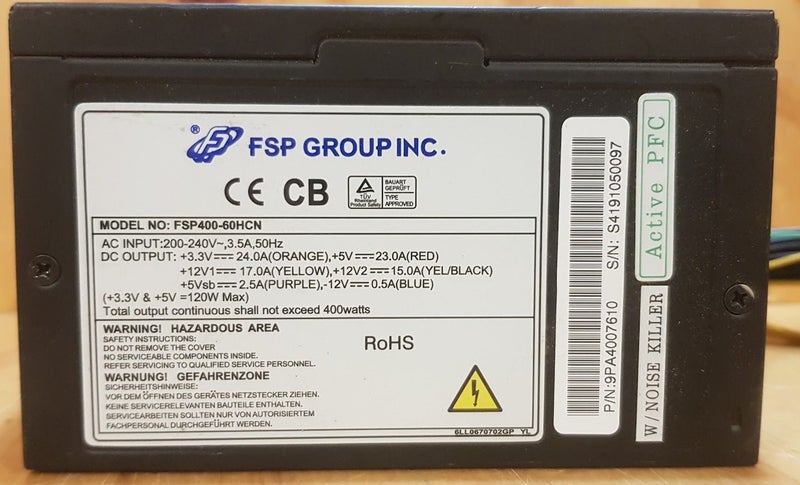 ® FSP FSP GROUP INC.
CE CB
TÜV Rheinland Product Safety
BAUART GEPRÜFT
TYPE APPROVED
MODEL NO: FSP400-60HCN
AC INPUT:200-240V~,3.5A,50Hz
DC OUTPUT: +3.3V⎓24.0A(ORANGE),+5V⎓23.0A(RED)
+12V1⎓17.0A(YELLOW),+12V2⎓15.0A(YEL/BLACK)
+5Vsb⎓2.5A(PURPLE),-12V⎓0.5A(BLUE)
(+3.3V & +5V =120W Max)
Total output continuous shall not exceed 400watts
WARNING! HAZARDOUS AREA
SAFETY INSTRUCTIONS:
DO NOT REMOVE THE COVER
NO SERVICEABLE COMPONENTS INSIDE.
REFER SERVICING TO QUALIFIED SERVICE PERSONNEL.
WARNUNG! GEFAHRENZONE
SICHERHEITSHINWEISE:
VOR DEM ÖFFNEN DES GERÄTES NETZSTECKER ZIEHEN.
KEINE SERVICERELEVANTEN BAUTEILE ENTHALTEN.
SERVICEARBEITEN SOLLTEN NUR VON AUTORISIERTEM
FACHPERSONAL DURCHGEFÜHRT WERDEN.
RoHS
6LL0670702GP YL
P/N:9PA4007610 S/N: S4191050097
Active PFC
W/ NOISE KILLER